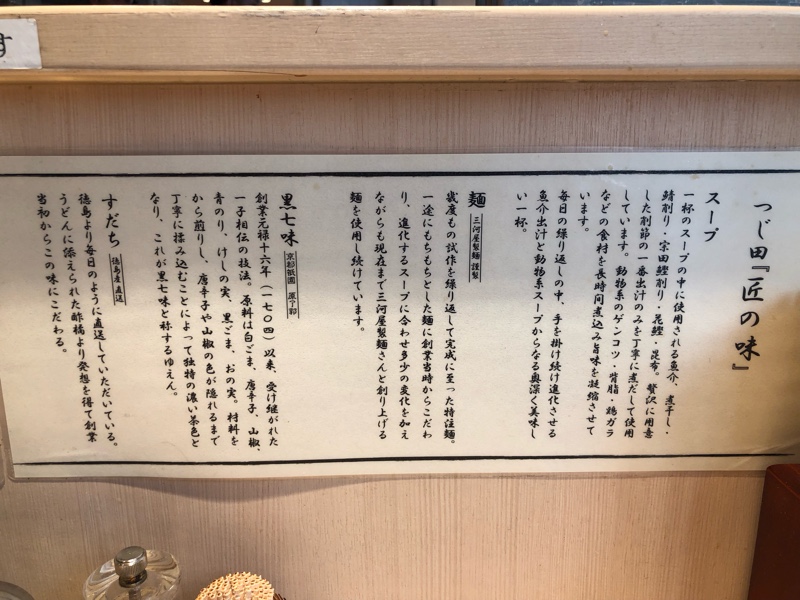 す
つじ田『匠の味』
スープ
一杯のスープの中に使用される魚介、煮干し・
鯖削り・宗田鰹削り・花鰹・昆布。贅沢に用意
した削節の一番出汁のみを丁寧に煮だして使用
しています。動物系のゲンコツ・背脂・鶏ガラ
などの食材を長時間煮込み旨味を凝縮させて
います。
毎日の繰り返しの中、手を掛け続け進化させる
魚介出汁と動物系スープからなる奥深く美味し
い一杯。
麺 三河屋製麺 謹製
幾度もの試作を繰り返して完成に至った特注麺。
一途にもちもちとした麺に創業当時からこだわ
り、進化するスープに合わせ多少の変化を加え
ながらも現在まで三河屋製麺さんと創り上げる
麺を使用し続けています。
黒七味 京都祇園 原了郭
創業元禄十六年（一七〇四）以来、受け継がれた
一子相伝の技法。原料は白ごま、唐辛子、山椒、
青のり、けしの実、黒ごま、おの実。材料を
から煎りし、唐辛子や山椒の色が隠れるまで
丁寧に揉み込むことによって独特の濃い茶色と
なり、これが黒七味と称するゆえん。
すだち 徳島産 直送
徳島より毎日のように直送していただいている。
うどんに添えられた酢橘より発想を得て創業
当初からこの味にこだわる。